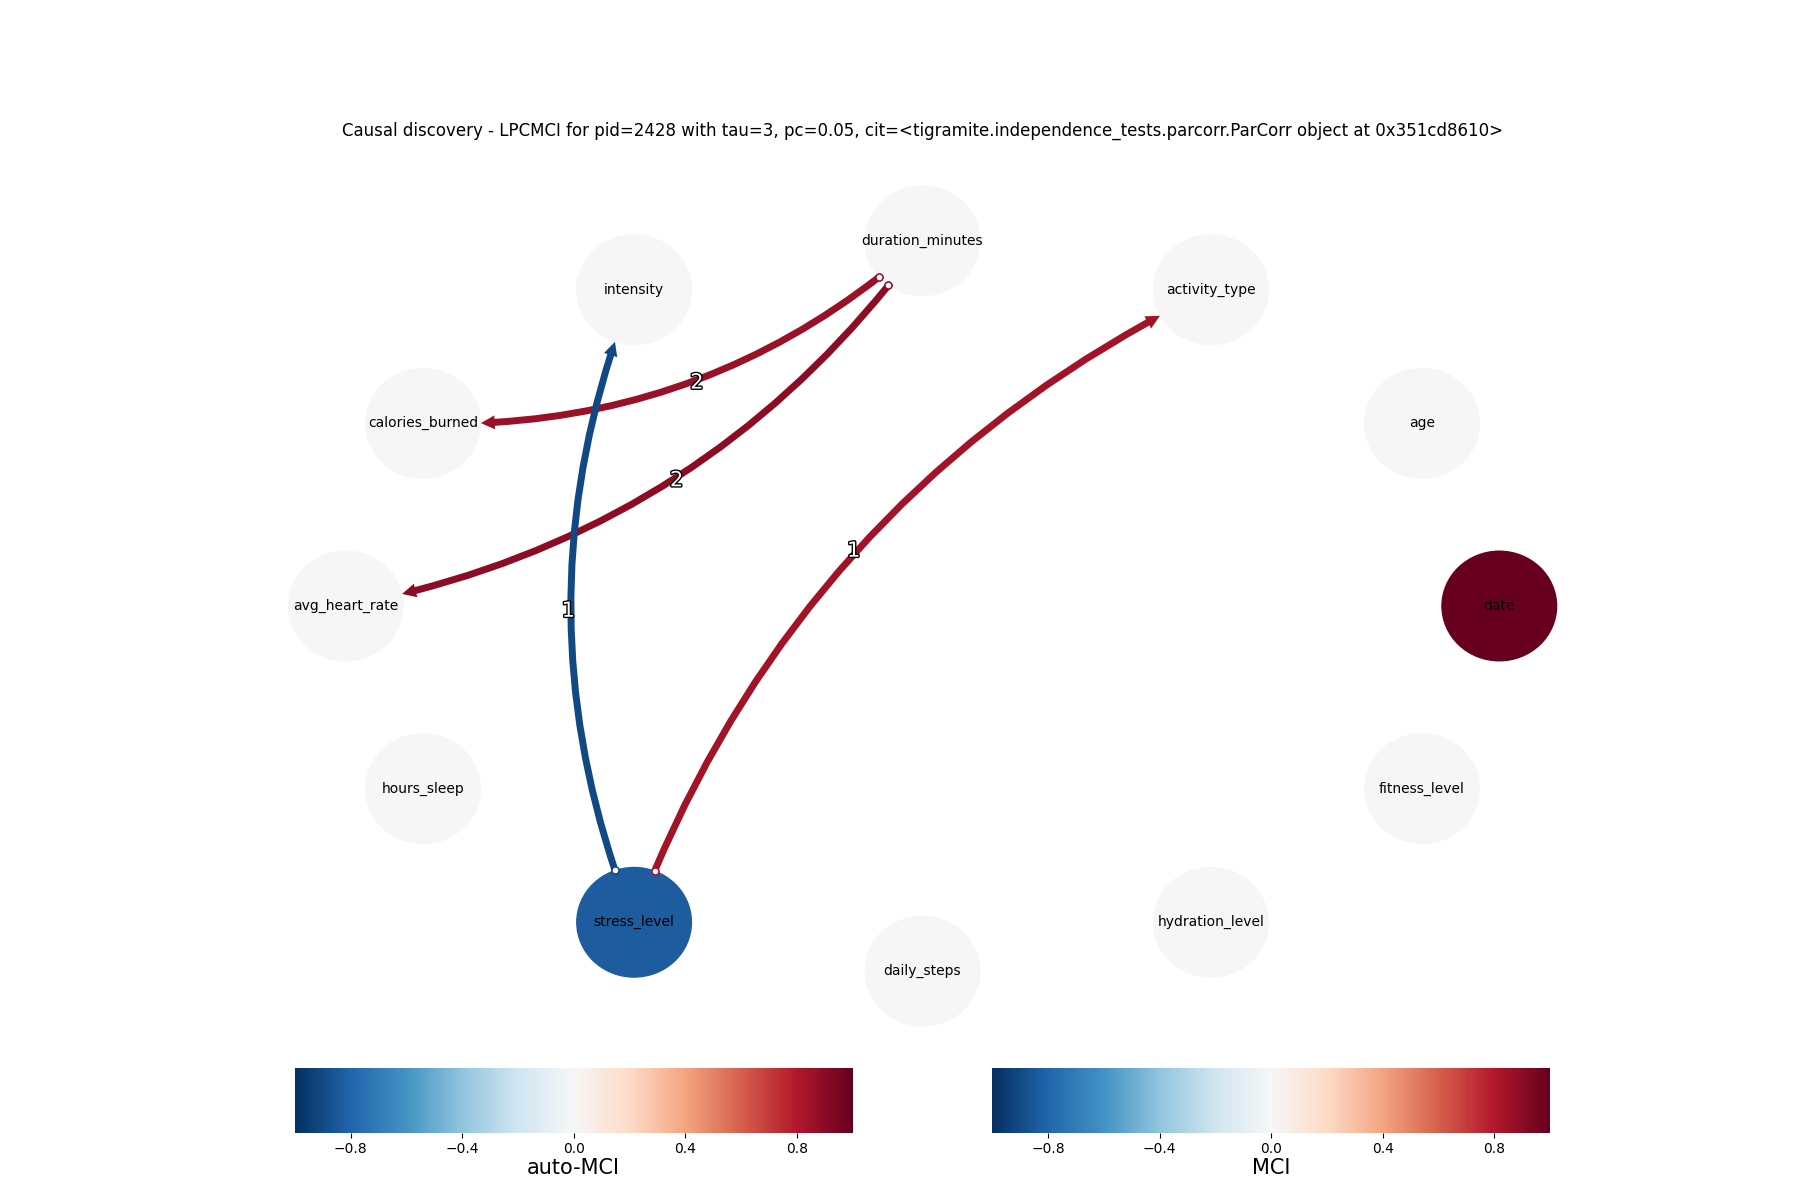 Causal discovery - LPCMCI for pid=2428 with tau=3, pc=0.05, cit=<tigramite.independence_tests.parcorr.ParCorr object at 0x351cd8610>
duration_minutes
intensity
activity_type
2
calories_burned
age
2
1
avg_heart_rate
date
1
hours_sleep
fitness_level
stress_level
hydration_level
daily_steps
−0.8 −0.4 0.0 0.4 0.8
auto-MCI
−0.8 −0.4 0.0 0.4 0.8
MCI